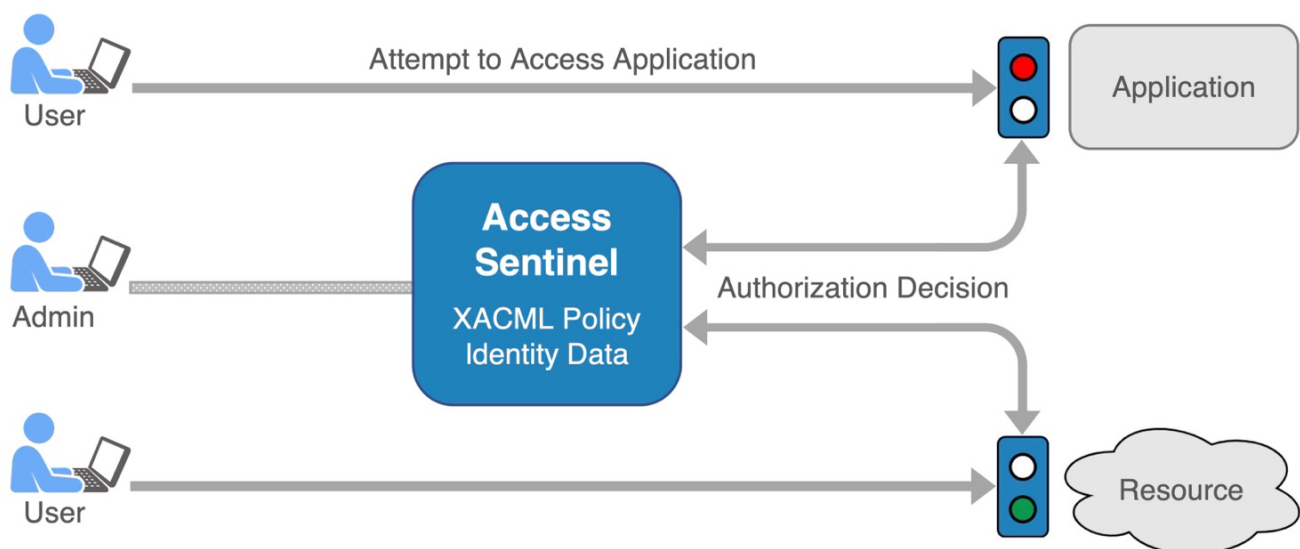 Attempt to Access Application
User
Application
Access
Sentinel
XACML Policy
Identity Data
Authorization Decision
Admin
User
Resource